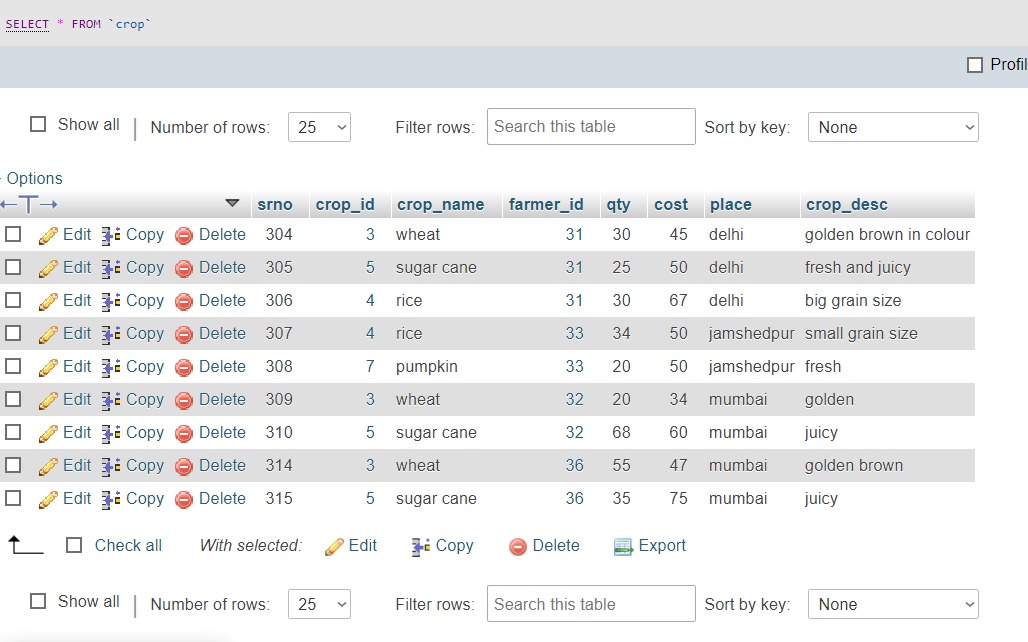 SELECT * FROM `crop`
Profil
Show all Number of rows: 25 Filter rows: Search this table Sort by key: None
Options
srno crop_id crop_name farmer_id qty cost place crop_desc
Edit Copy Delete 304 3 wheat 31 30 45 delhi golden brown in colour
Edit Copy Delete 305 5 sugar cane 31 25 50 delhi fresh and juicy
Edit Copy Delete 306 4 rice 31 30 67 delhi big grain size
Edit Copy Delete 307 4 rice 33 34 50 jamshedpur small grain size
Edit Copy Delete 308 7 pumpkin 33 20 50 jamshedpur fresh
Edit Copy Delete 309 3 wheat 32 20 34 mumbai golden
Edit Copy Delete 310 5 sugar cane 32 68 60 mumbai juicy
Edit Copy Delete 314 3 wheat 36 55 47 mumbai golden brown
Edit Copy Delete 315 5 sugar cane 36 35 75 mumbai juicy
Check all With selected: Edit Copy Delete Export
Show all Number of rows: 25 Filter rows: Search this table Sort by key: None